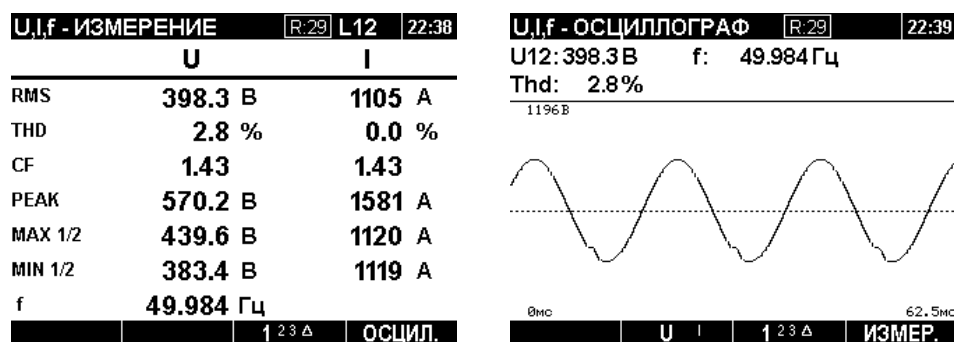 U,I,f - ИЗМЕРЕНИЕ R:29 L12 22:38
U I
RMS 398.3 В 1105 А
THD 2.8 % 0.0 %
CF 1.43 1.43
PEAK 570.2 В 1581 А
MAX 1/2 439.6 В 1120 А
MIN 1/2 383.4 В 1119 А
f 49.984 Гц
1 2 3 Δ ОСЦИЛ.
U,I,f - ОСЦИЛЛОГРАФ R:29 22:39
U12: 398.3 В f: 49.984 Гц
Thd: 2.8%
1196В
0мс 62.5мс
U I 1 2 3 Δ ИЗМЕР.